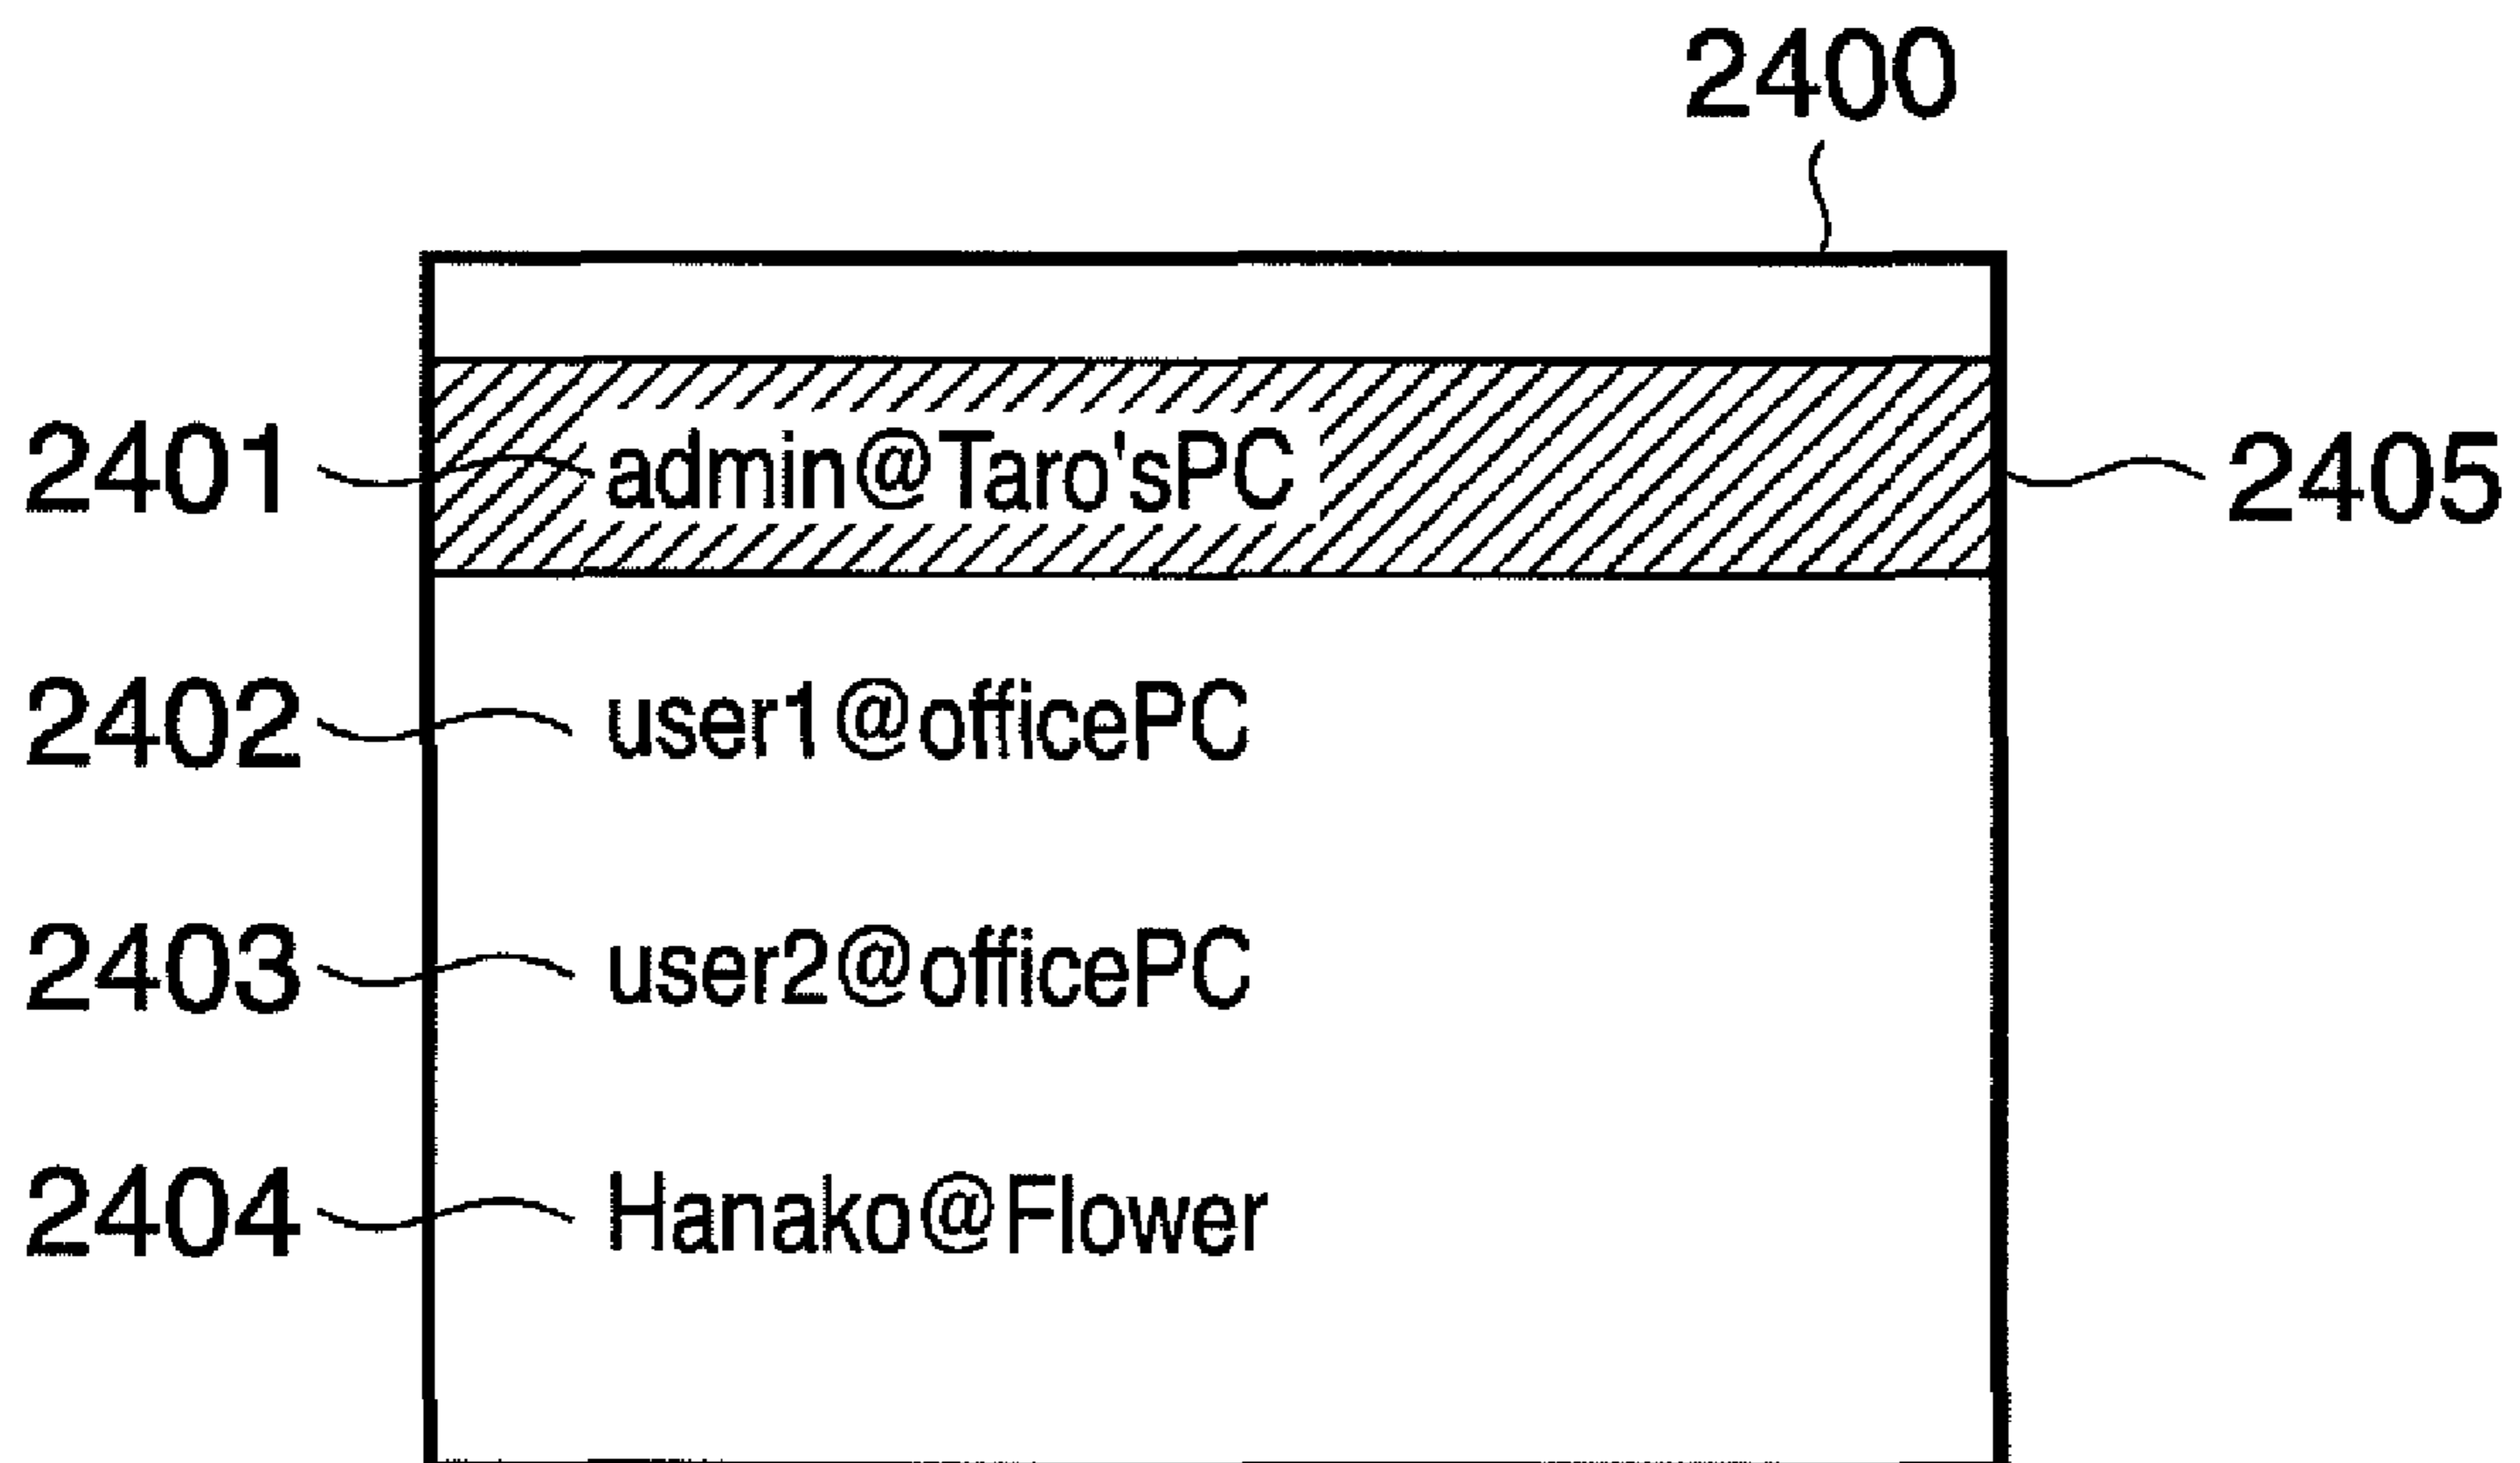 2400
2401 admin@Taro'sPC 2405
2402 user1@officePC
2403 user2@officePC
2404 Hanako@Flower